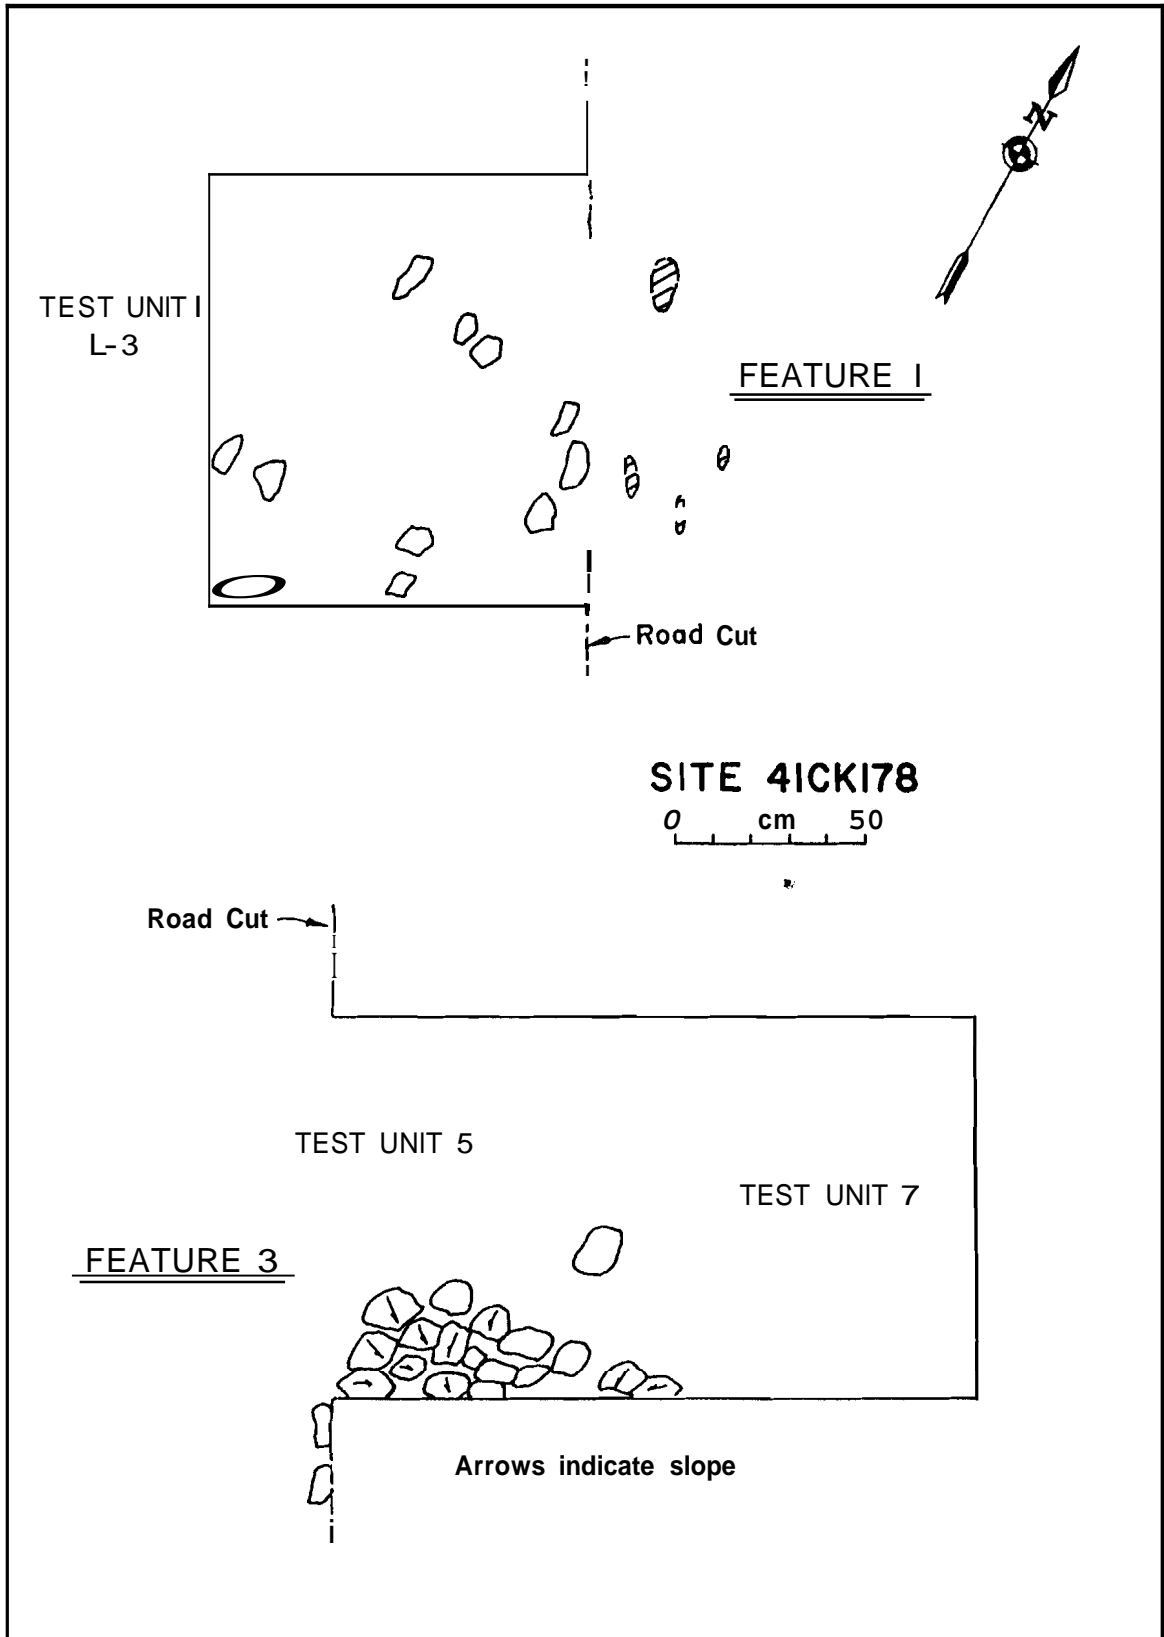 N
TEST UNIT I
L-3
FEATURE I
Road Cut
SITE 41CK178
0 cm 50
Road Cut
TEST UNIT 5
TEST UNIT 7
FEATURE 3
Arrows indicate slope